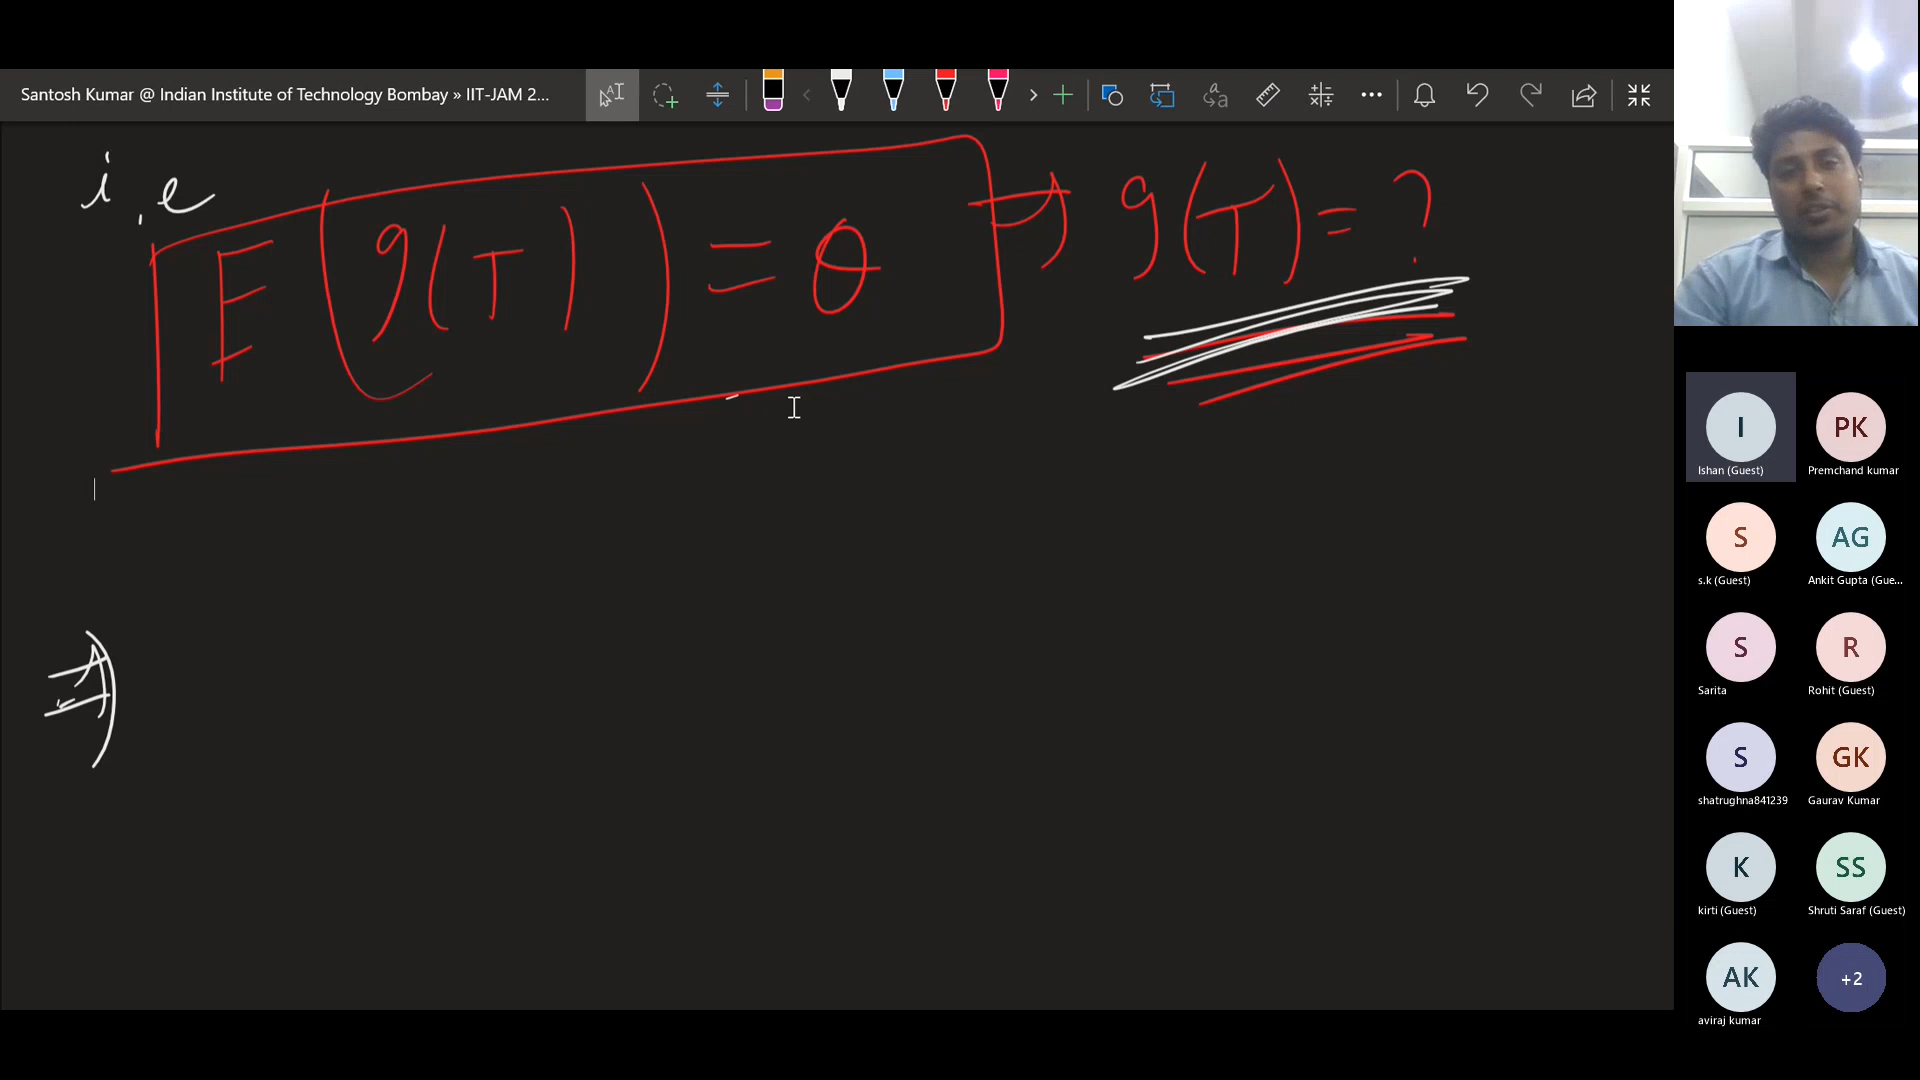 Santosh Kumar @ Indian Institute of Technology Bombay » IIT-JAM 2...
i.e
E(g(T)) = θ ⇒ g(T) = ?
⇒
I
Ishan (Guest)
PK
Premchand kumar
S
s.k (Guest)
AG
Ankit Gupta (Gue...
S
Sarita
R
Rohit (Guest)
S
shatrughna841239
GK
Gaurav Kumar
K
kirti (Guest)
SS
Shruti Saraf (Guest)
AK
aviraj kumar
+2